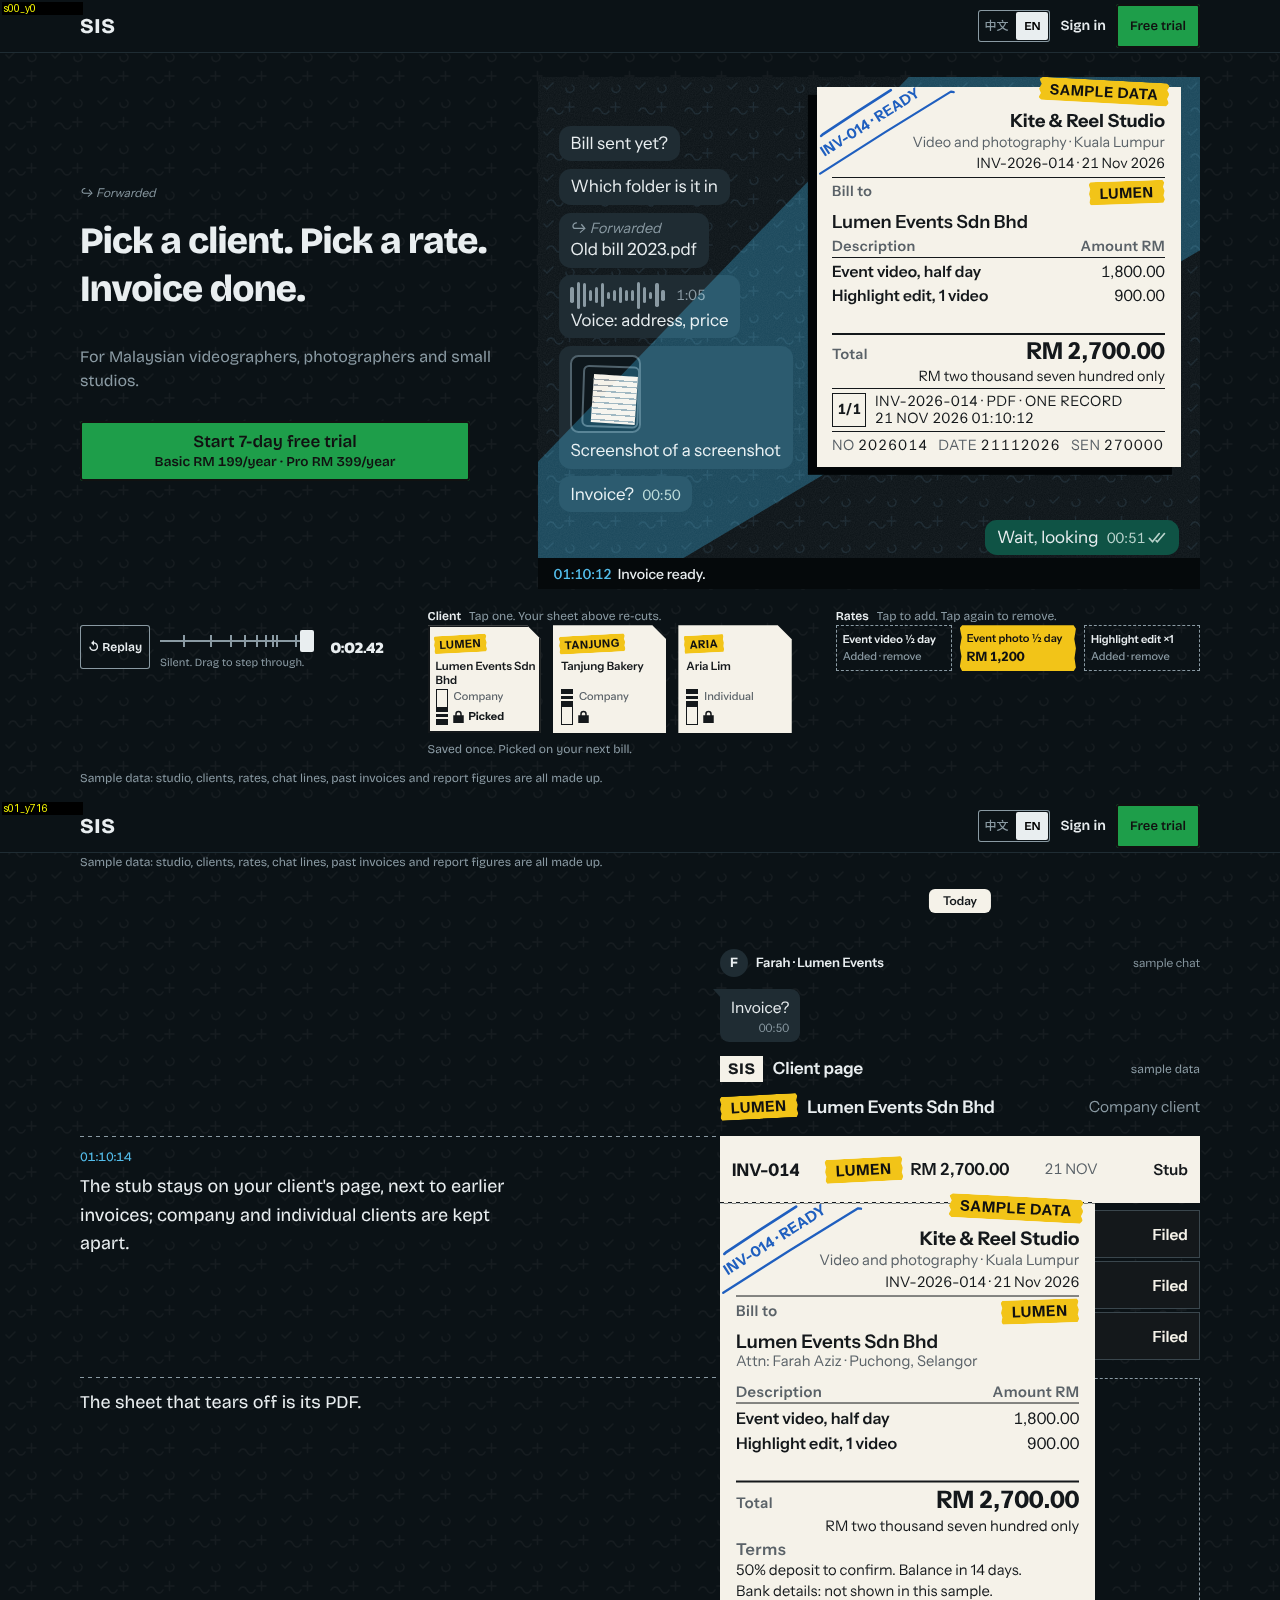 s00_y0
SIS
中文 EN Sign in Free trial
↪ Forwarded
Pick a client. Pick a rate.
Invoice done.
For Malaysian videographers, photographers and small
studios.
Start 7-day free trial
Basic RM 199/year · Pro RM 399/year
Bill sent yet?
Which folder is it in
↪ Forwarded
Old bill 2023.pdf
1:05
Voice: address, price
Screenshot of a screenshot
Invoice? 00:50
Wait, looking 00:51
01:10:12 Invoice ready.
INV-014 · READY
SAMPLE DATA
Kite & Reel Studio
Video and photography · Kuala Lumpur
INV-2026-014 · 21 Nov 2026
Bill to LUMEN
Lumen Events Sdn Bhd
Description Amount RM
Event video, half day 1,800.00
Highlight edit, 1 video 900.00
Total RM 2,700.00
RM two thousand seven hundred only
1/1 INV-2026-014 · PDF · ONE RECORD
21 NOV 2026 01:10:12
NO 2026014 DATE 21112026 SEN 270000
Replay
Silent. Drag to step through.
0:02.42
Client Tap one. Your sheet above re-cuts.
LUMEN
Lumen Events Sdn
Bhd
Company
Picked
TANJUNG
Tanjung Bakery
Company
ARIA
Aria Lim
Individual
Saved once. Picked on your next bill.
Rates Tap to add. Tap again to remove.
Event video ½ day
Added · remove
Event photo ½ day
RM 1,200
Highlight edit ×1
Added · remove
Sample data: studio, clients, rates, chat lines, past invoices and report figures are all made up.
s01_y716
SIS
中文 EN Sign in Free trial
Sample data: studio, clients, rates, chat lines, past invoices and report figures are all made up.
Today
F Farah · Lumen Events sample chat
Invoice?
00:50
SIS Client page sample data
LUMEN Lumen Events Sdn Bhd Company client
01:10:14
The stub stays on your client's page, next to earlier
invoices; company and individual clients are kept
apart.
INV-014 LUMEN RM 2,700.00 21 NOV Stub
Filed
Filed
Filed
The sheet that tears off is its PDF.
INV-014 · READY
SAMPLE DATA
Kite & Reel Studio
Video and photography · Kuala Lumpur
INV-2026-014 · 21 Nov 2026
Bill to LUMEN
Lumen Events Sdn Bhd
Attn: Farah Aziz · Puchong, Selangor
Description Amount RM
Event video, half day 1,800.00
Highlight edit, 1 video 900.00
Total RM 2,700.00
RM two thousand seven hundred only
Terms
50% deposit to confirm. Balance in 14 days.
Bank details: not shown in this sample.